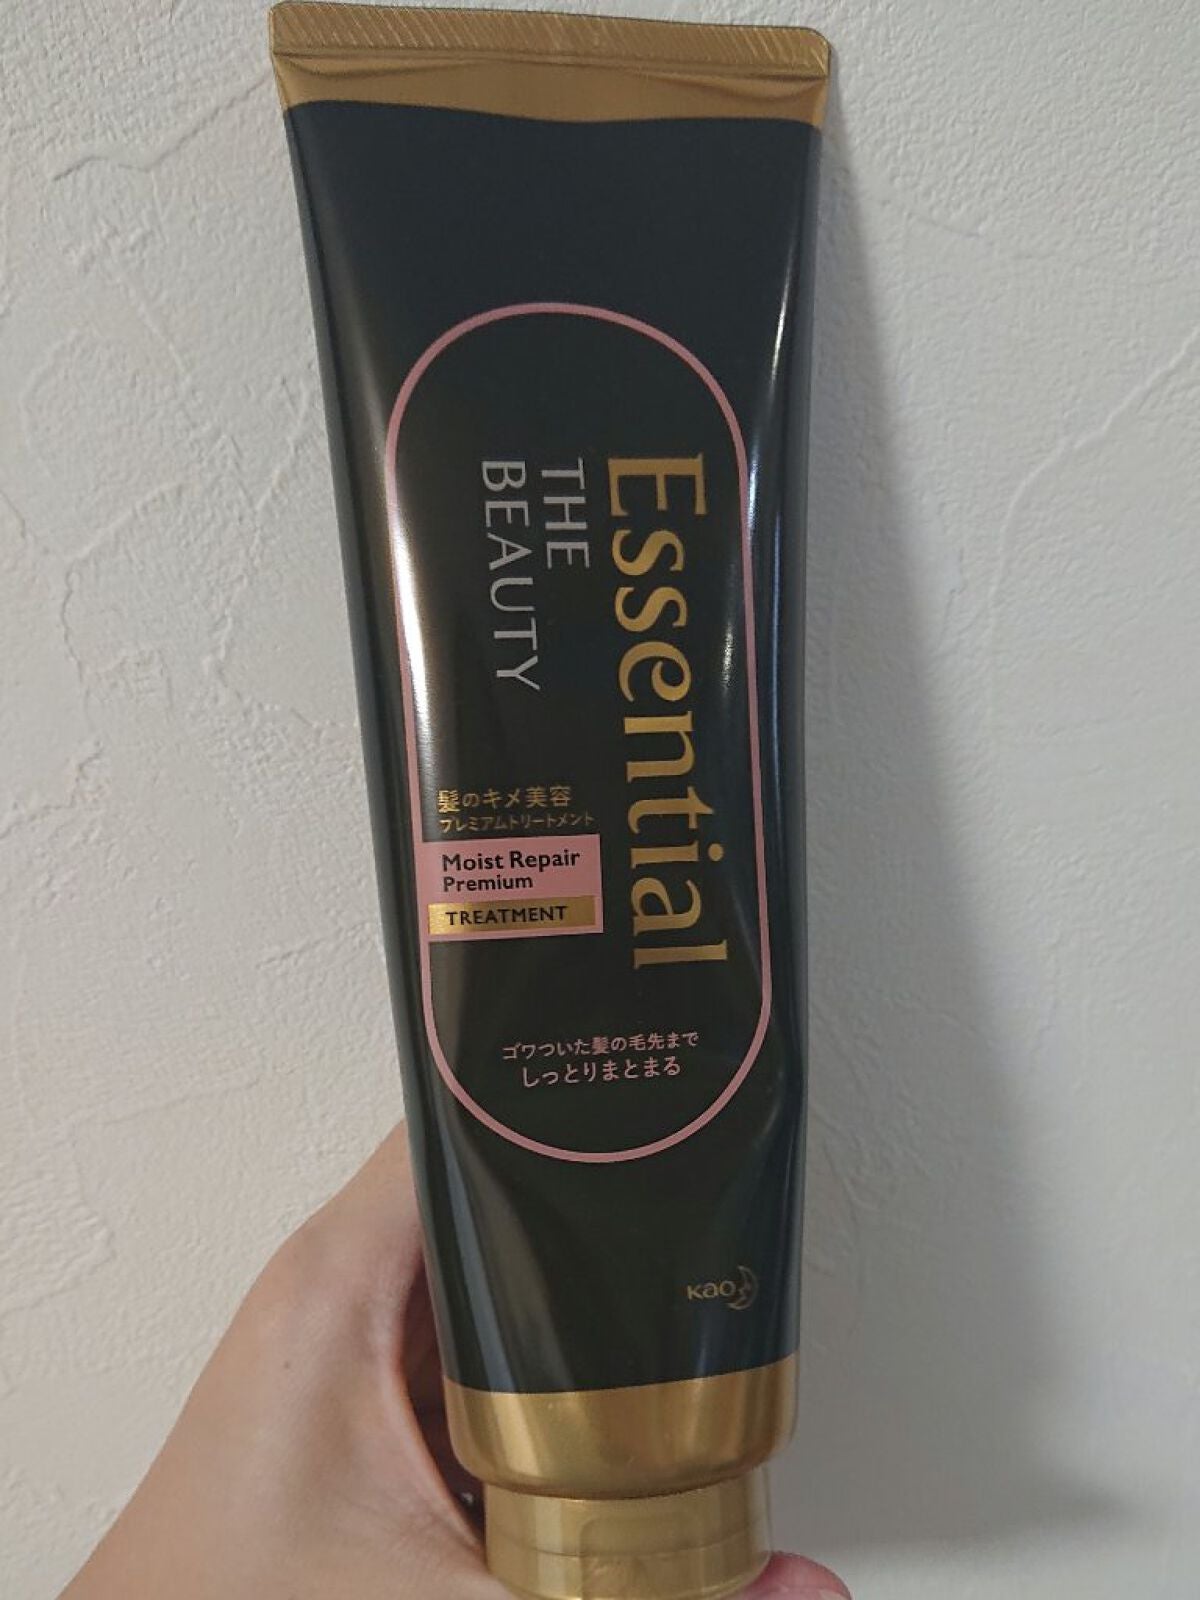 Essential
THE
BEAUTY
髪のキメ美容
プレミアムトリートメント
Moist Repair
Premium
TREATMENT
ゴワついた髪の毛先まで
しっとりまとまる
Kao